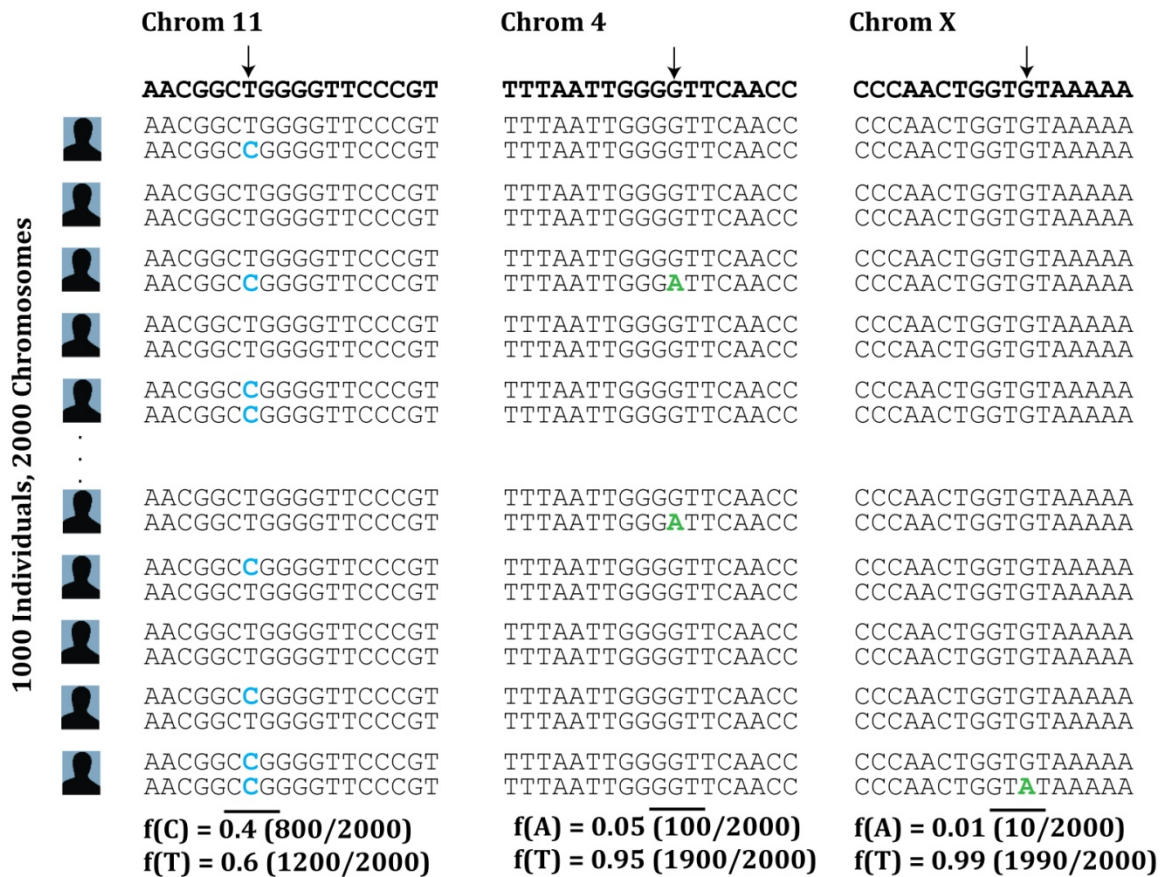 Chrom 11 Chrom 4 Chrom X
AACGGCTGGGGTTCCCGT TTTAATTGGGGTTCAACC CCCAACTGGTGTAAAAA
1000 Individuals, 2000 Chromosomes
AACGGCTGGGGTTCCCGT TTTAATTGGGGTTCAACC CCCAACTGGTGTAAAAA
AACGGCCGGGGTTCCCGT TTTAATTGGGGTTCAACC CCCAACTGGTGTAAAAA
AACGGCTGGGGTTCCCGT TTTAATTGGGGTTCAACC CCCAACTGGTGTAAAAA
AACGGCTGGGGTTCCCGT TTTAATTGGGGTTCAACC CCCAACTGGTGTAAAAA
AACGGCTGGGGTTCCCGT TTTAATTGGGGTTCAACC CCCAACTGGTGTAAAAA
AACGGCCGGGGTTCCCGT TTTAATTGGGATTCAACC CCCAACTGGTGTAAAAA
AACGGCTGGGGTTCCCGT TTTAATTGGGGTTCAACC CCCAACTGGTGTAAAAA
AACGGCTGGGGTTCCCGT TTTAATTGGGGTTCAACC CCCAACTGGTGTAAAAA
AACGGCCGGGGTTCCCGT TTTAATTGGGGTTCAACC CCCAACTGGTGTAAAAA
AACGGCCGGGGTTCCCGT TTTAATTGGGGTTCAACC CCCAACTGGTGTAAAAA
AACGGCTGGGGTTCCCGT TTTAATTGGGGTTCAACC CCCAACTGGTGTAAAAA
AACGGCTGGGGTTCCCGT TTTAATTGGGATTCAACC CCCAACTGGTGTAAAAA
AACGGCCGGGGTTCCCGT TTTAATTGGGGTTCAACC CCCAACTGGTGTAAAAA
AACGGCTGGGGTTCCCGT TTTAATTGGGGTTCAACC CCCAACTGGTGTAAAAA
AACGGCTGGGGTTCCCGT TTTAATTGGGGTTCAACC CCCAACTGGTGTAAAAA
AACGGCTGGGGTTCCCGT TTTAATTGGGGTTCAACC CCCAACTGGTGTAAAAA
AACGGCCGGGGTTCCCGT TTTAATTGGGGTTCAACC CCCAACTGGTGTAAAAA
AACGGCTGGGGTTCCCGT TTTAATTGGGGTTCAACC CCCAACTGGTGTAAAAA
AACGGCCGGGGTTCCCGT TTTAATTGGGGTTCAACC CCCAACTGGTGTAAAAA
AACGGCCGGGGTTCCCGT TTTAATTGGGGTTCAACC CCCAACTGGTATAAAAA
f(C) = 0.4 (800/2000) f(A) = 0.05 (100/2000) f(A) = 0.01 (10/2000)
f(T) = 0.6 (1200/2000) f(T) = 0.95 (1900/2000) f(T) = 0.99 (1990/2000)